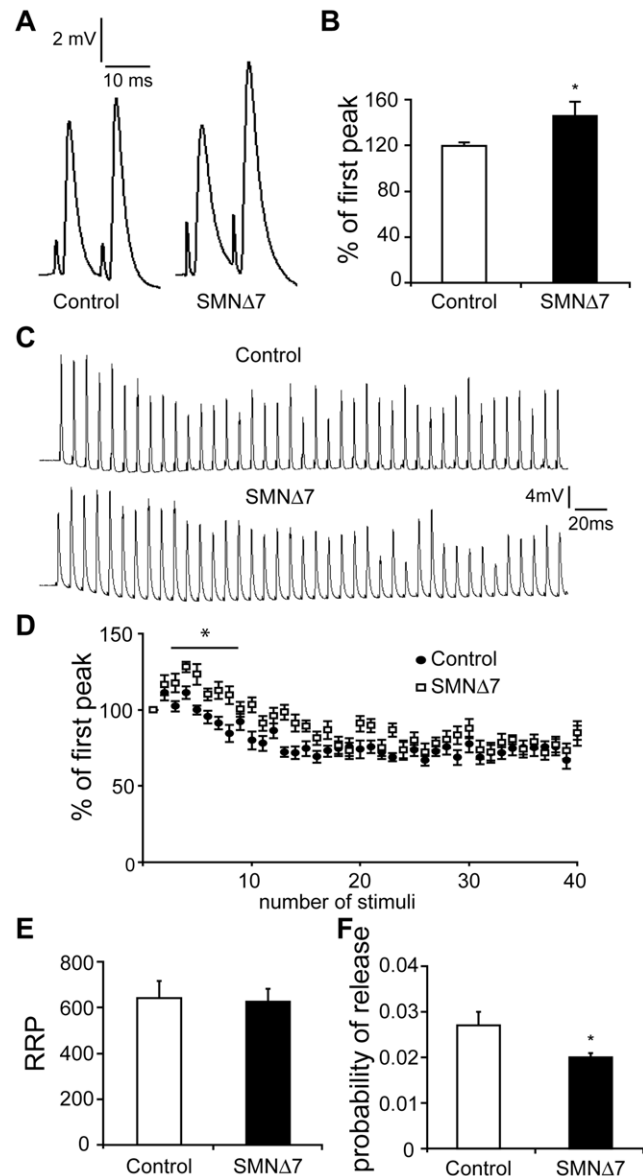 A
2 mV
10 ms
Control
SMNΔ7
B
% of first peak
160
120
80
40
0
*
Control
SMNΔ7
C
Control
SMNΔ7
4mV
20ms
D
% of first peak
150
100
50
0
*
Control
SMNΔ7
10
20
30
40
number of stimuli
E
RRP
800
600
400
200
0
Control
SMNΔ7
F
probability of release
0.04
0.03
0.02
0.01
0
*
Control
SMNΔ7